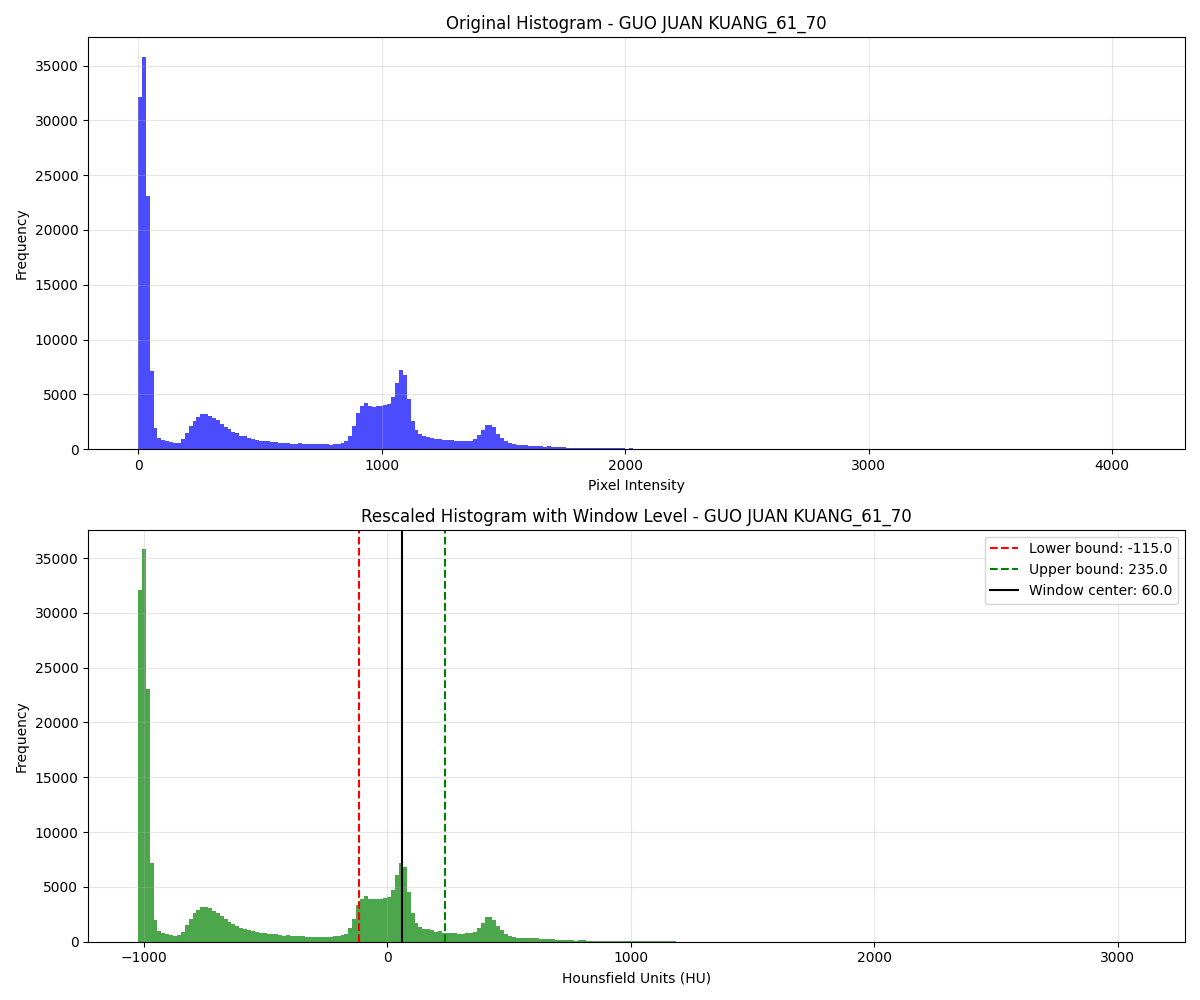 Original Histogram - GUO JUAN KUANG_61_70
35000
30000
25000
20000
15000
10000
5000
0
Frequency
0 1000 2000 3000 4000
Pixel Intensity
Rescaled Histogram with Window Level - GUO JUAN KUANG_61_70
Lower bound: -115.0
Upper bound: 235.0
Window center: 60.0
35000
30000
25000
20000
15000
10000
5000
0
Frequency
−1000 0 1000 2000 3000
Hounsfield Units (HU)